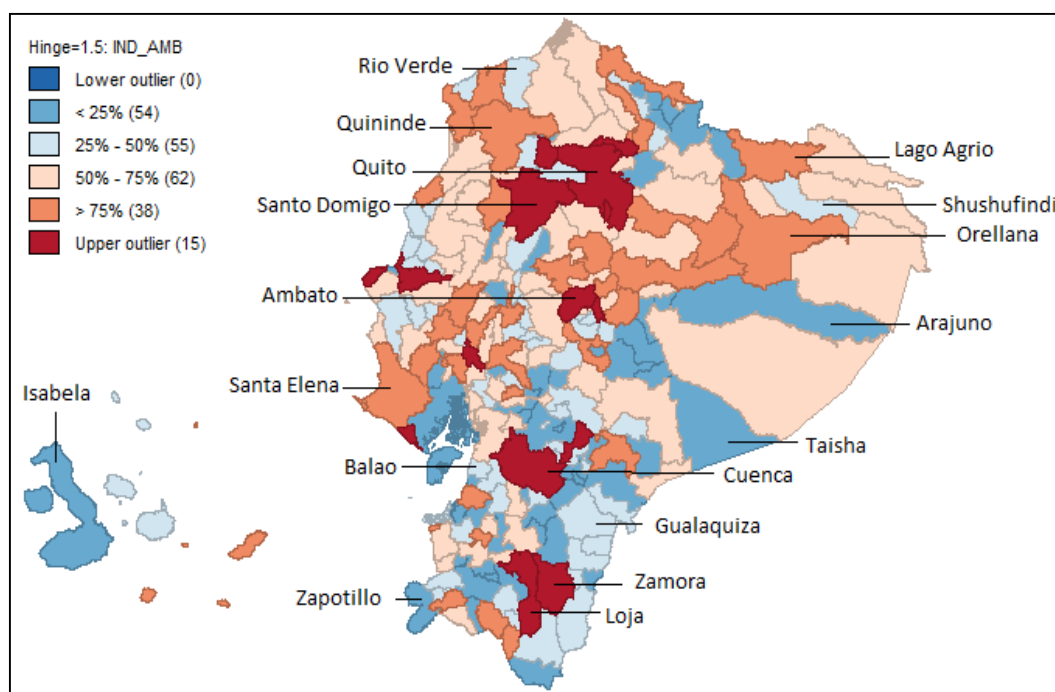 Hinge=1.5: IND_AMB
Lower outlier (0)
< 25% (54)
25% - 50% (55)
50% - 75% (62)
> 75% (38)
Upper outlier (15)
Rio Verde
Quininde
Quito
Santo Domigo
Lago Agrio
Shushufindi
Orellana
Ambato
Arajuno
Santa Elena
Isabela
Taisha
Balao
Cuenca
Gualaquiza
Zapotillo
Zamora
Loja